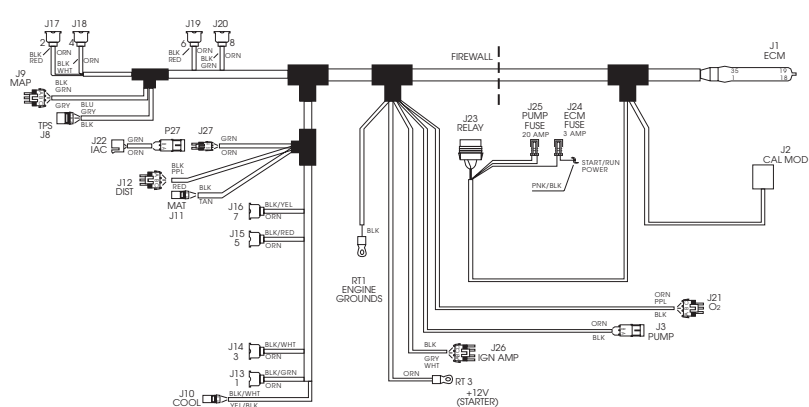 J17
J18
J19
J20
2
4
6
8
BLK
RED
ORN
BLK
WHT
ORN
BLK
RED
ORN
BLK
GRN
ORN
FIREWALL
J1
ECM
35
19
1
18
J9
MAP
BLK
GRN
GRY
TPS
J8
BLU
GRY
BLK
J22
IAC
GRN
ORN
P27
J27
GRN
ORN
J12
DIST
BLK
PPL
RED
MAT
J11
BLK
TAN
J23
RELAY
J25
PUMP
FUSE
20 AMP
J24
ECM
FUSE
3 AMP
START/RUN
POWER
PNK/BLK
J2
CAL MOD
J16
7
BLK/YEL
ORN
J15
5
BLK/RED
ORN
BLK
RT1
ENGINE
GROUNDS
ORN
PPL
BLK
J21
O2
ORN
BLK
J3
PUMP
J14
3
BLK/WHT
ORN
BLK
GRY
WHT
J26
IGN AMP
J13
1
BLK/GRN
ORN
ORN
RT 3
+12V
(STARTER)
J10
COOL
BLK/WHT
YEL/BLK